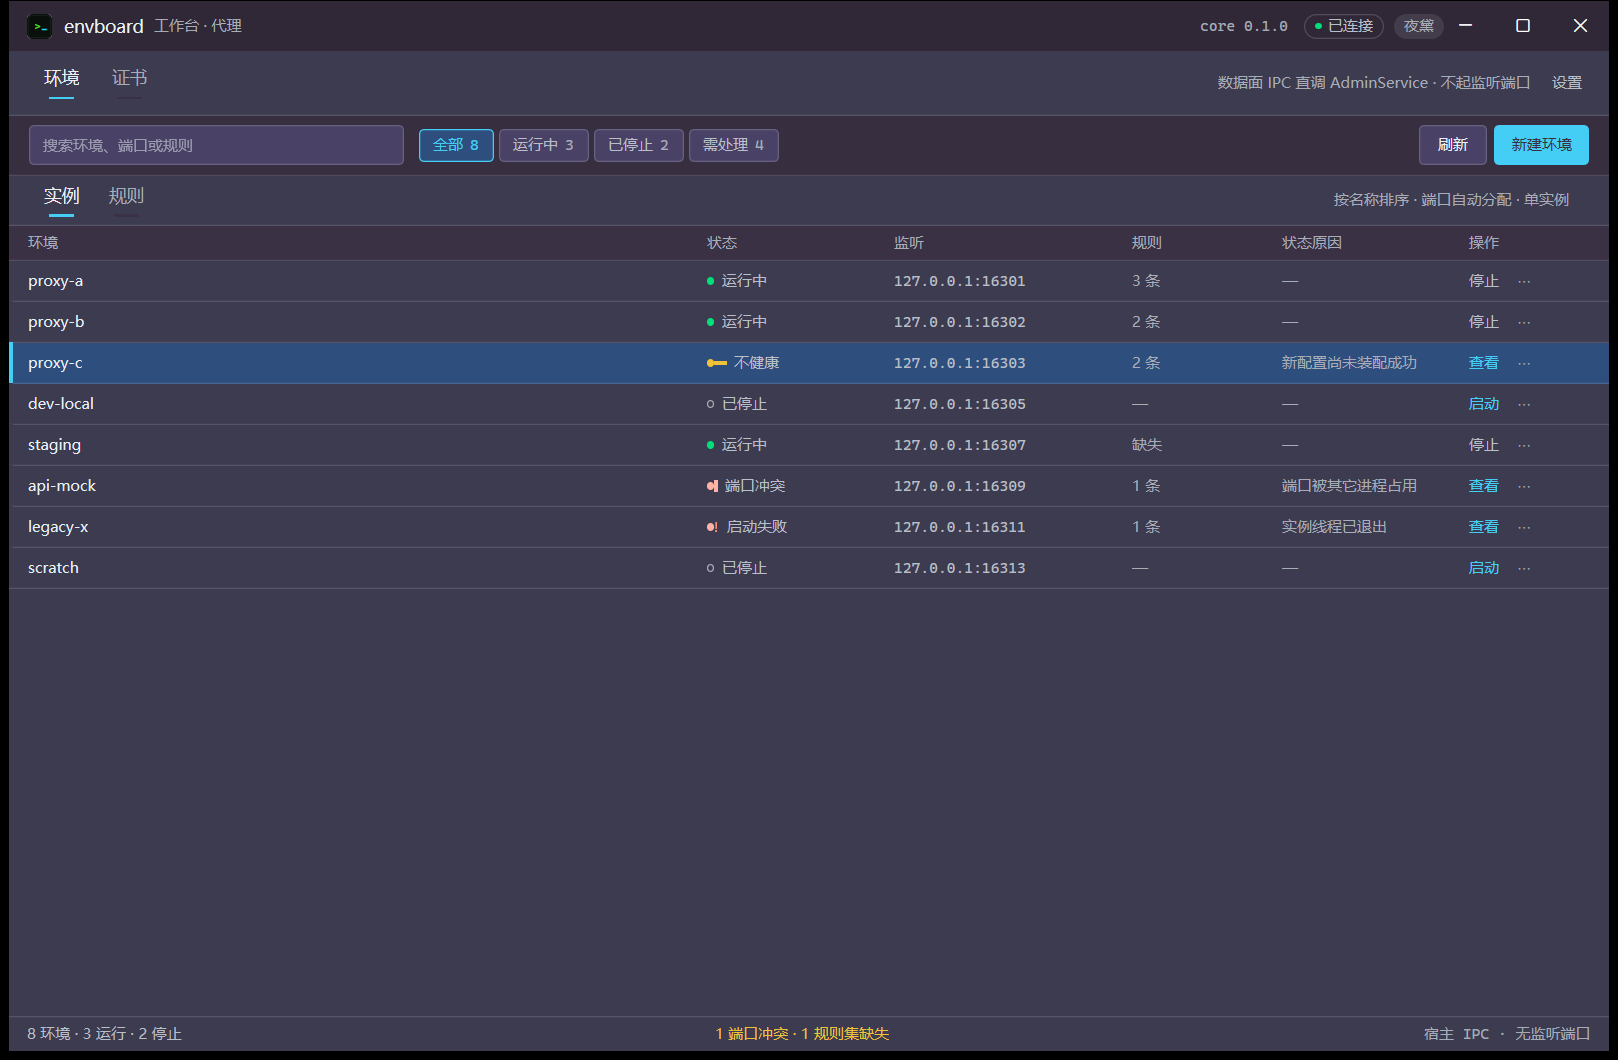 >_ envboard 工作台 · 代理 core 0.1.0 已连接 夜黛
环境 证书 数据面 IPC 直调 AdminService · 不起监听端口 设置
搜索环境、端口或规则 全部 8 运行中 3 已停止 2 需处理 4 刷新 新建环境
实例 规则 按名称排序 · 端口自动分配 · 单实例
环境 状态 监听 规则 状态原因 操作
proxy-a 运行中 127.0.0.1:16301 3 条 — 停止 ···
proxy-b 运行中 127.0.0.1:16302 2 条 — 停止 ···
proxy-c 不健康 127.0.0.1:16303 2 条 新配置尚未装配成功 查看 ···
dev-local 已停止 127.0.0.1:16305 — — 启动 ···
staging 运行中 127.0.0.1:16307 缺失 — 停止 ···
api-mock 端口冲突 127.0.0.1:16309 1 条 端口被其它进程占用 查看 ···
legacy-x ! 启动失败 127.0.0.1:16311 1 条 实例线程已退出 查看 ···
scratch 已停止 127.0.0.1:16313 — — 启动 ···
8 环境 · 3 运行 · 2 停止 1 端口冲突 · 1 规则集缺失 宿主 IPC · 无监听端口